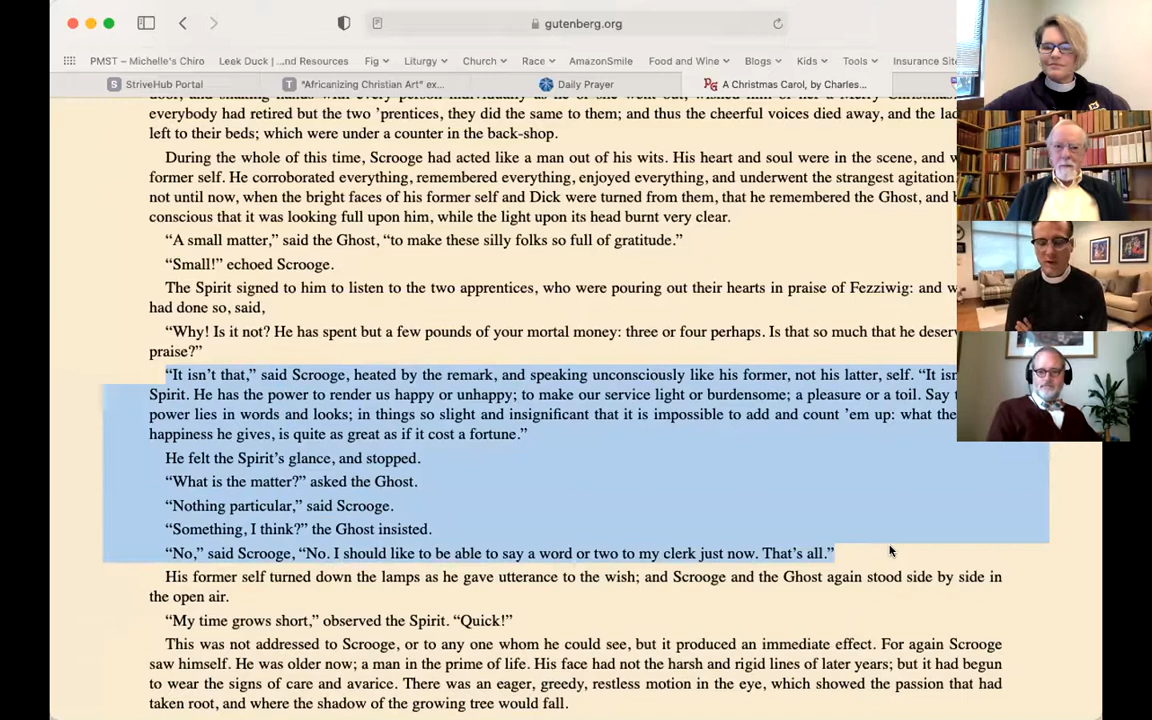 gutenberg.org
PMST – Michelle's Chiro Leek Duck ...nd Resources Fig Liturgy Church Race AmazonSmile Food and Wine Blogs Kids Tools Insurance Site
S StriveHub Portal T "Africanizing Christian Art" ex... Daily Prayer PG A Christmas Carol, by Charles...
door, and shaking hands with every person individually as he or she went out, wished him or her a Merry Christmas.
everybody had retired but the two ’prentices, they did the same to them; and thus the cheerful voices died away, and the lad
left to their beds; which were under a counter in the back-shop.
During the whole of this time, Scrooge had acted like a man out of his wits. His heart and soul were in the scene, and w
former self. He corroborated everything, remembered everything, enjoyed everything, and underwent the strangest agitation.
not until now, when the bright faces of his former self and Dick were turned from them, that he remembered the Ghost, and b
conscious that it was looking full upon him, while the light upon its head burnt very clear.
“A small matter,” said the Ghost, “to make these silly folks so full of gratitude.”
“Small!” echoed Scrooge.
The Spirit signed to him to listen to the two apprentices, who were pouring out their hearts in praise of Fezziwig: and w
had done so, said,
“Why! Is it not? He has spent but a few pounds of your mortal money: three or four perhaps. Is that so much that he deser
praise?”
“It isn’t that,” said Scrooge, heated by the remark, and speaking unconsciously like his former, not his latter, self. “It isn
Spirit. He has the power to render us happy or unhappy; to make our service light or burdensome; a pleasure or a toil. Say t
power lies in words and looks; in things so slight and insignificant that it is impossible to add and count ’em up: what the
happiness he gives, is quite as great as if it cost a fortune.”
He felt the Spirit’s glance, and stopped.
“What is the matter?” asked the Ghost.
“Nothing particular,” said Scrooge.
“Something, I think?” the Ghost insisted.
“No,” said Scrooge, “No. I should like to be able to say a word or two to my clerk just now. That’s all.”
His former self turned down the lamps as he gave utterance to the wish; and Scrooge and the Ghost again stood side by side in
the open air.
“My time grows short,” observed the Spirit. “Quick!”
This was not addressed to Scrooge, or to any one whom he could see, but it produced an immediate effect. For again Scrooge
saw himself. He was older now; a man in the prime of life. His face had not the harsh and rigid lines of later years; but it had begun
to wear the signs of care and avarice. There was an eager, greedy, restless motion in the eye, which showed the passion that had
taken root, and where the shadow of the growing tree would fall.